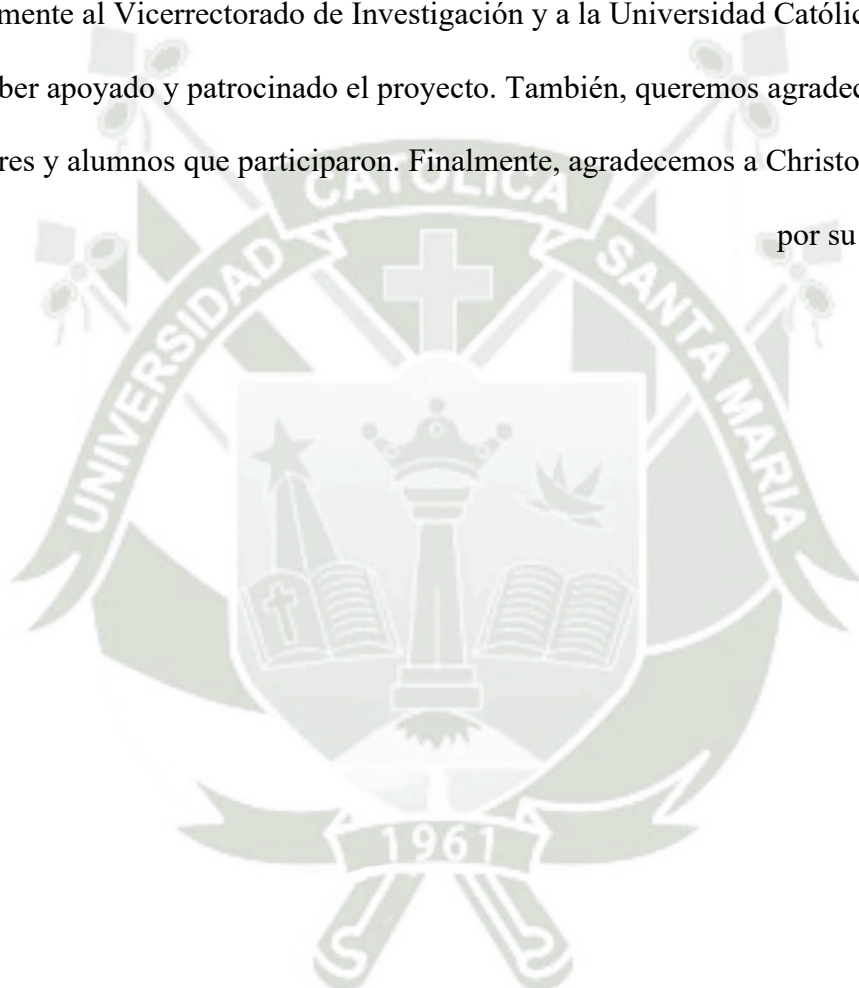 mente al Vicerrectorado de Investigación y a la Universidad Católic
ber apoyado y patrocinado el proyecto. También, queremos agradec
res y alumnos que participaron. Finalmente, agradecemos a Christo
por su
UNIVERSIDAD CATÓLICA SANTA MARIA
1961